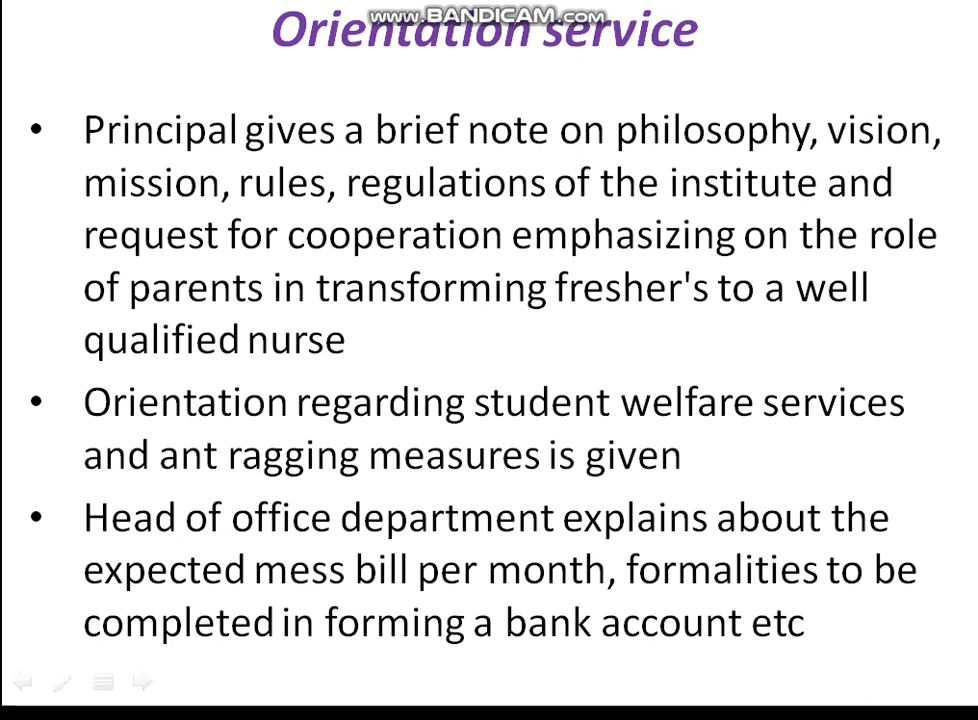 www.BANDICAM.com
Orientation service
• Principal gives a brief note on philosophy, vision,
mission, rules, regulations of the institute and
request for cooperation emphasizing on the role
of parents in transforming fresher's to a well
qualified nurse
• Orientation regarding student welfare services
and ant ragging measures is given
• Head of office department explains about the
expected mess bill per month, formalities to be
completed in forming a bank account etc